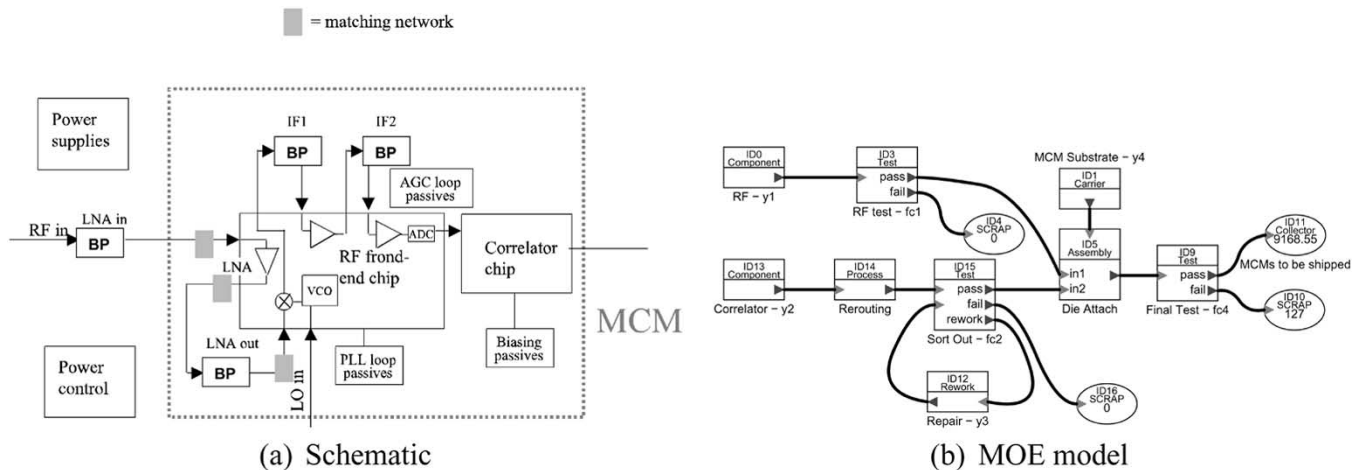 = matching network
Power
supplies
IF1
IF2
BP
BP
AGC loop
passives
LNA in
RF in
BP
ADC
RF frond-
end chip
Correlator
chip
LNA
VCO
MCM
LNA out
BP
PLL loop
passives
Biasing
passives
Power
control
LO in
(a) Schematic
ID0
Component
RF - y1
ID3
Test
pass
fail
RF test - fc1
MCM Substrate - y4
ID1
Carrier
ID4
SCRAP
0
ID11
Collector
9168.55
MCMs to be shipped
ID13
Component
Correlator - y2
ID14
Process
Rerouting
ID15
Test
pass
fail
rework
Sort Out - fc2
ID5
Assembly
in1
in2
Die Attach
ID9
Test
pass
fail
Final Test - fc4
ID10
SCRAP
127
ID12
Rework
Repair - y3
ID16
SCRAP
0
(b) MOE model